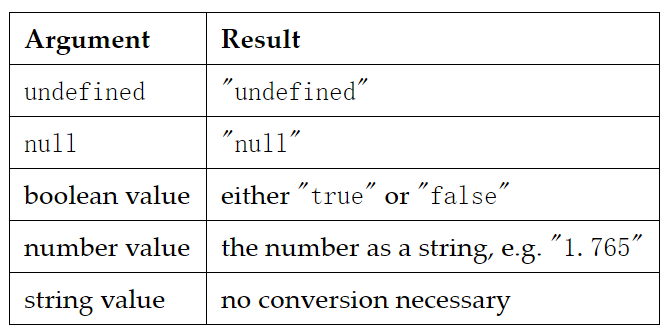 Argument Result
undefined "undefined"
null "null"
boolean value either "true" or "false"
number value the number as a string, e.g. "1.765"
string value no conversion necessary